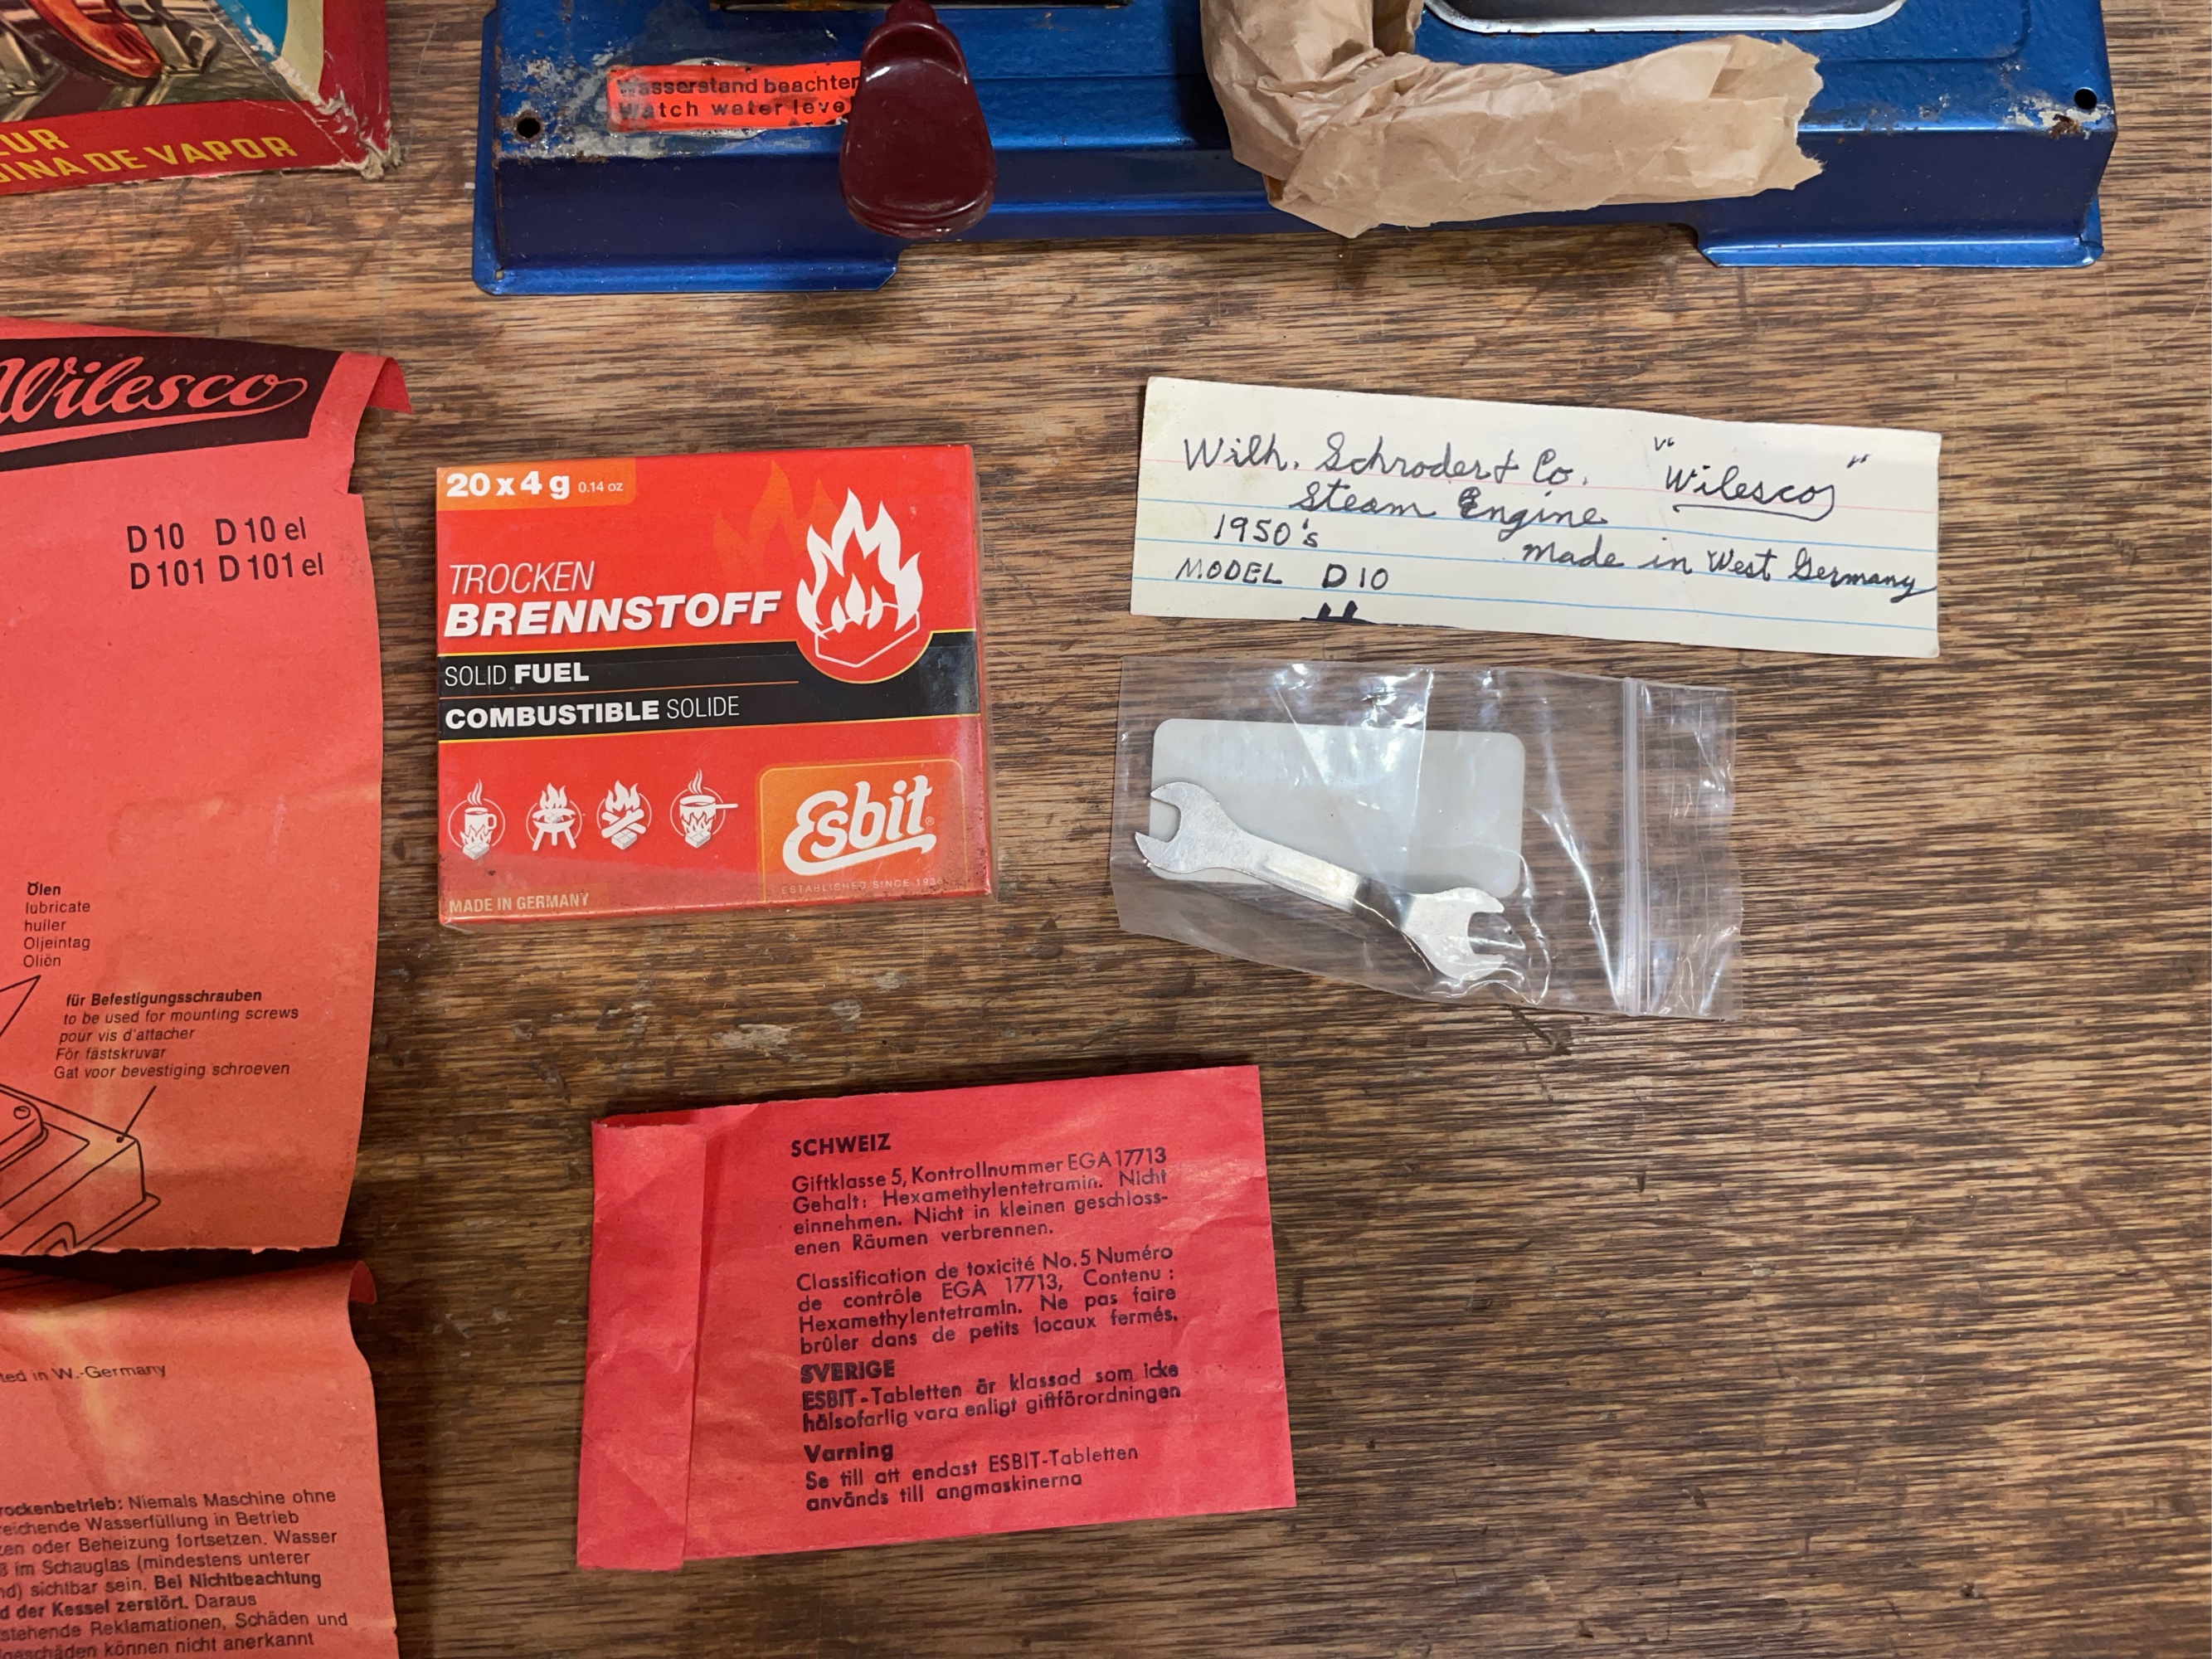 EUR
INA DE VAPOR
Wasserstand beachten
Watch water level
Wilesco
D 10 D 10 el
D 101 D 101 el
Ölen
lubricate
huiler
Oljeintag
Oliën
für Befestigungsschrauben
to be used for mounting screws
pour vis d'attacher
För fästskruvar
Gat voor bevestiging schroeven
ted in W.-Germany
rockenbetrieb: Niemals Maschine ohne
reichende Wasserfüllung in Betrieb
zen oder Beheizung fortsetzen. Wasser
ß im Schauglas (mindestens unterer
nd) sichtbar sein. Bei Nichtbeachtung
d der Kessel zerstört. Daraus
stehende Reklamationen, Schäden und
geschäden können nicht anerkannt
20 x 4 g 0.14 oz
TROCKEN
BRENNSTOFF
SOLID FUEL
COMBUSTIBLE SOLIDE
Esbit®
ESTABLISHED SINCE 1936
MADE IN GERMANY
Wilh. Schroder & Co. "Wilesco"
Steam Engine
1950's made in West Germany
MODEL D10
SCHWEIZ
Giftklasse 5, Kontrollnummer EGA 17713
Gehalt: Hexamethylentetramin. Nicht
einnehmen. Nicht in kleinen geschloss-
enen Räumen verbrennen.
Classification de toxicité No. 5 Numéro
de contrôle EGA 17713, Contenu :
Hexamethylentetramin. Ne pas faire
brûler dans de petits locaux fermés.
SVERIGE
ESBIT-Tabletten är klassad som icke
hälsofarlig vara enligt giftförordningen
Varning
Se till att endast ESBIT-Tabletten
används till angmaskinerna